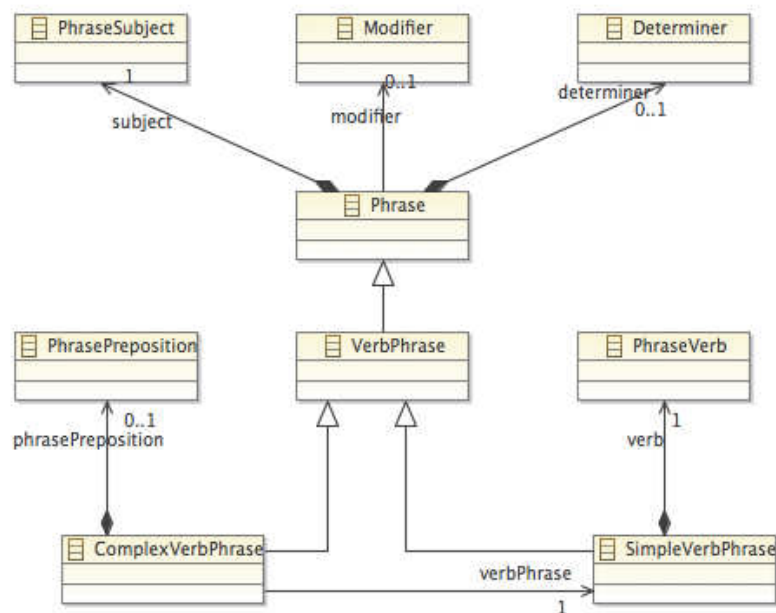 PhraseSubject
Modifier
Determiner
1
0..1
determiner
0..1
subject
modifier
Phrase
PhrasePreposition
VerbPhrase
PhraseVerb
0..1
phrasePreposition
1
verb
ComplexVerbPhrase
SimpleVerbPhrase
verbPhrase
1